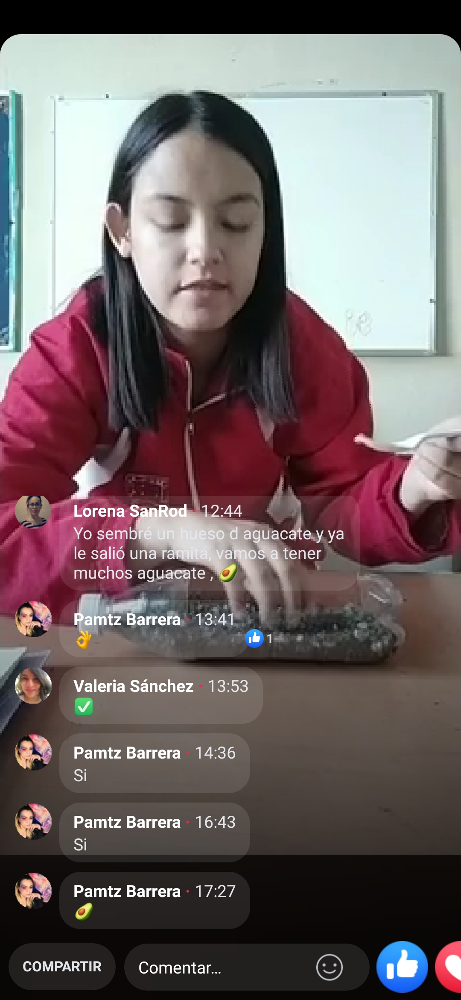 Lorena SanRod · 12:44
Yo sembré un hueso d aguacate y ya
le salió una ramita, vamos a tener
muchos aguacate , 🥑
Pamtz Barrera · 13:41
👌 1
Valeria Sánchez · 13:53
✅
Pamtz Barrera · 14:36
Si
Pamtz Barrera · 16:43
Si
Pamtz Barrera · 17:27
🥑
COMPARTIR Comentar...